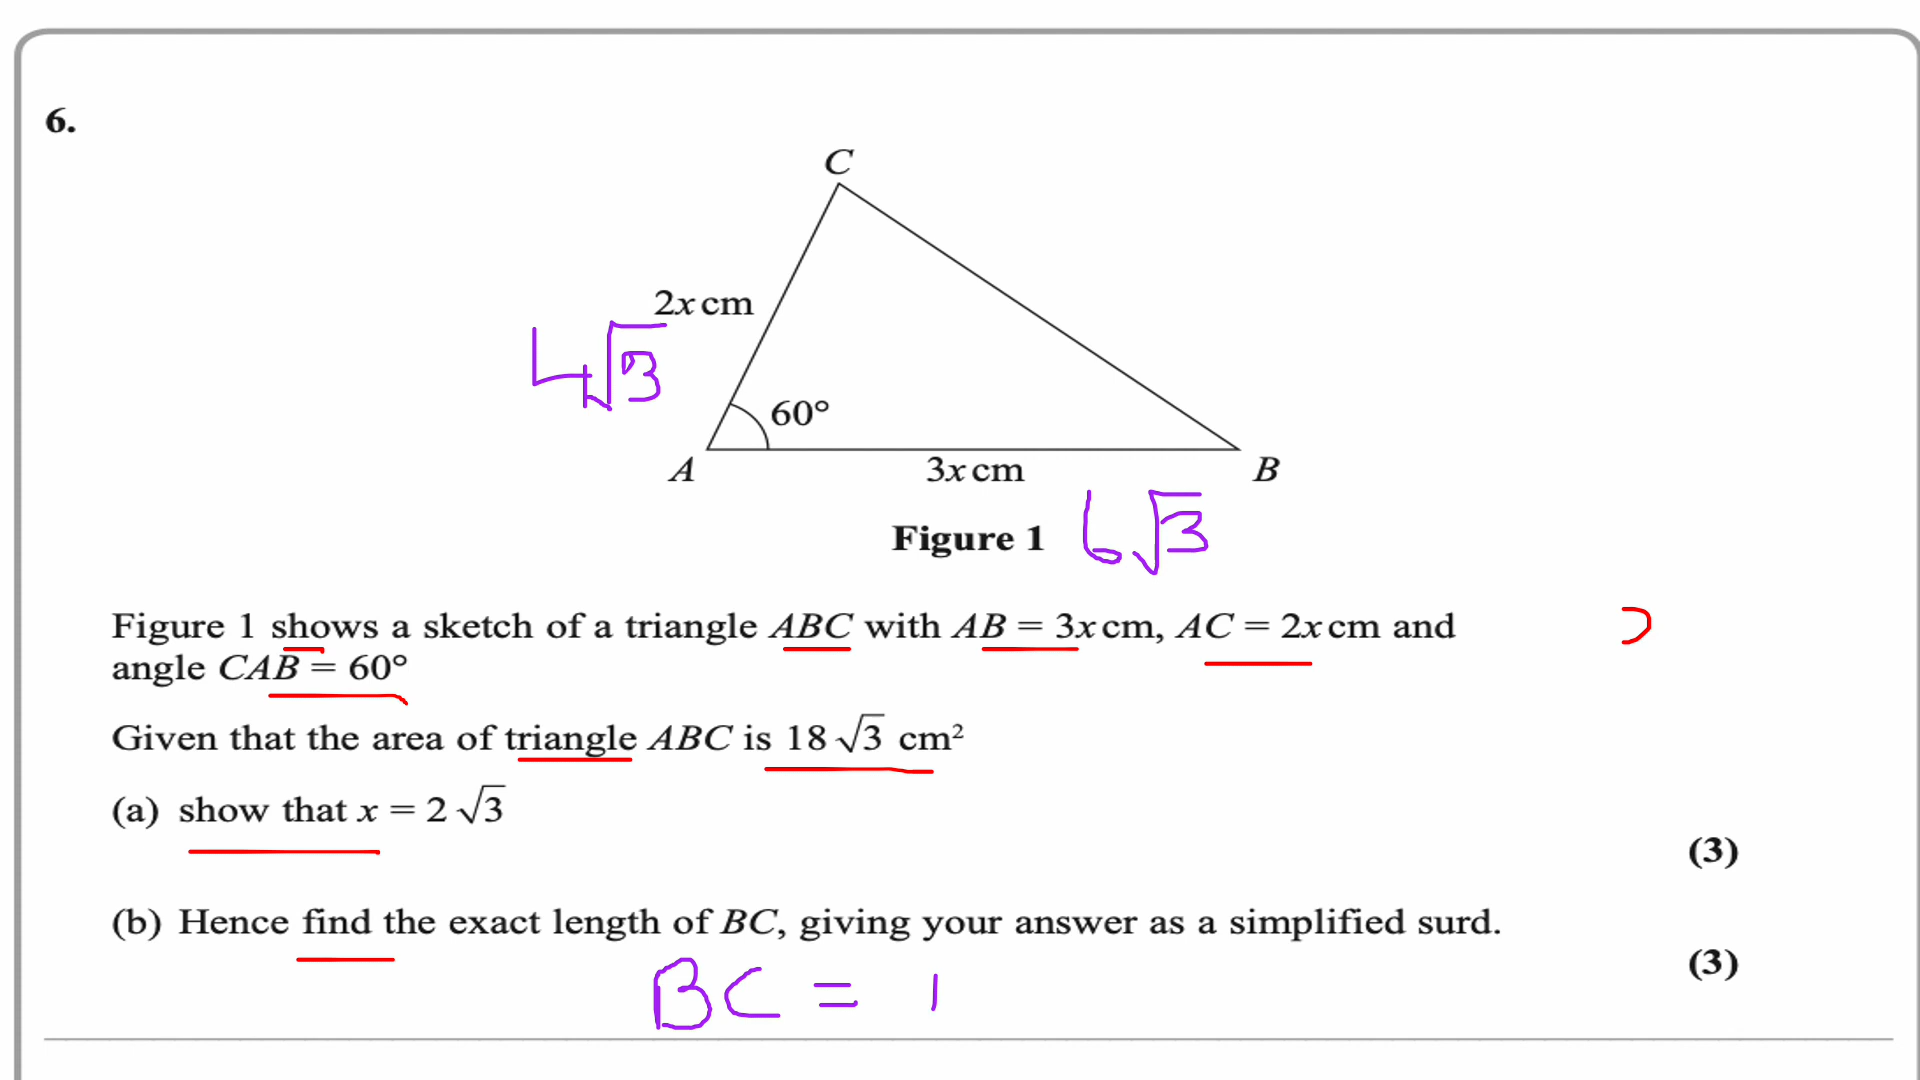 6.
C
2x cm
4√3
60°
A
3x cm
B
Figure 1
6√3
Figure 1 shows a sketch of a triangle ABC with AB = 3x cm, AC = 2x cm and
angle CAB = 60°
Given that the area of triangle ABC is 18√3 cm²
(a) show that x = 2√3
(3)
(b) Hence find the exact length of BC, giving your answer as a simplified surd.
(3)
BC =